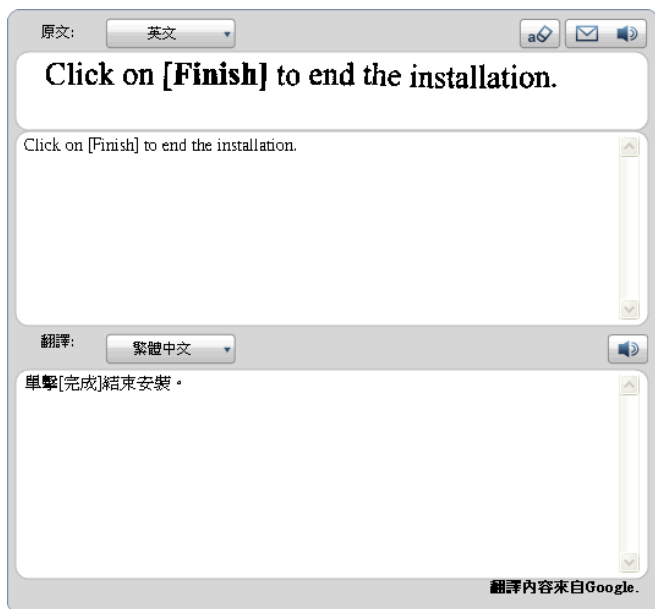 原文: 英文
Click on [Finish] to end the installation.
Click on [Finish] to end the installation.
翻譯: 繁體中文
單擊[完成]結束安裝。
翻譯內容來自Google.